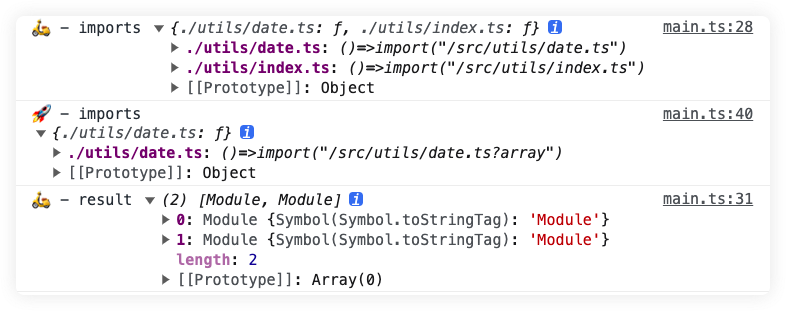 🛵 – imports ▼ {./utils/date.ts: ƒ, ./utils/index.ts: ƒ} i main.ts:28
▶ ./utils/date.ts: ()=>import("/src/utils/date.ts")
▶ ./utils/index.ts: ()=>import("/src/utils/index.ts")
▶ [[Prototype]]: Object
🚀 – imports main.ts:40
▼ {./utils/date.ts: ƒ} i
▶ ./utils/date.ts: ()=>import("/src/utils/date.ts?array")
▶ [[Prototype]]: Object
🛵 – result ▼ (2) [Module, Module] i main.ts:31
▶ 0: Module {Symbol(Symbol.toStringTag): 'Module'}
▶ 1: Module {Symbol(Symbol.toStringTag): 'Module'}
length: 2
▶ [[Prototype]]: Array(0)